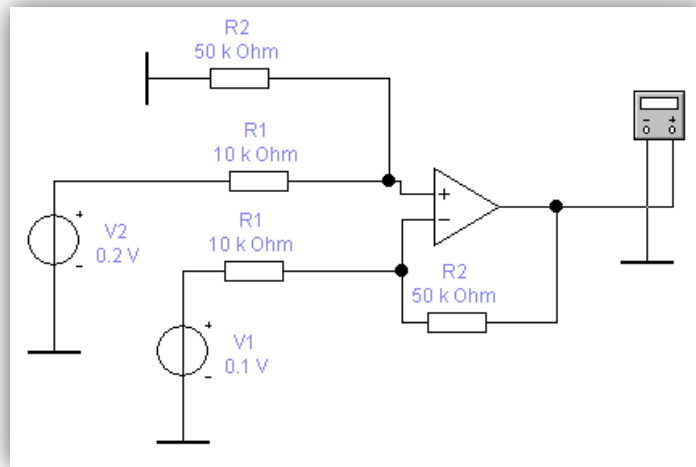 R2
50 k Ohm
R1
10 k Ohm
- +
+
-
R1
10 k Ohm
+
V2
0.2 V
-
R2
50 k Ohm
+
V1
0.1 V
-